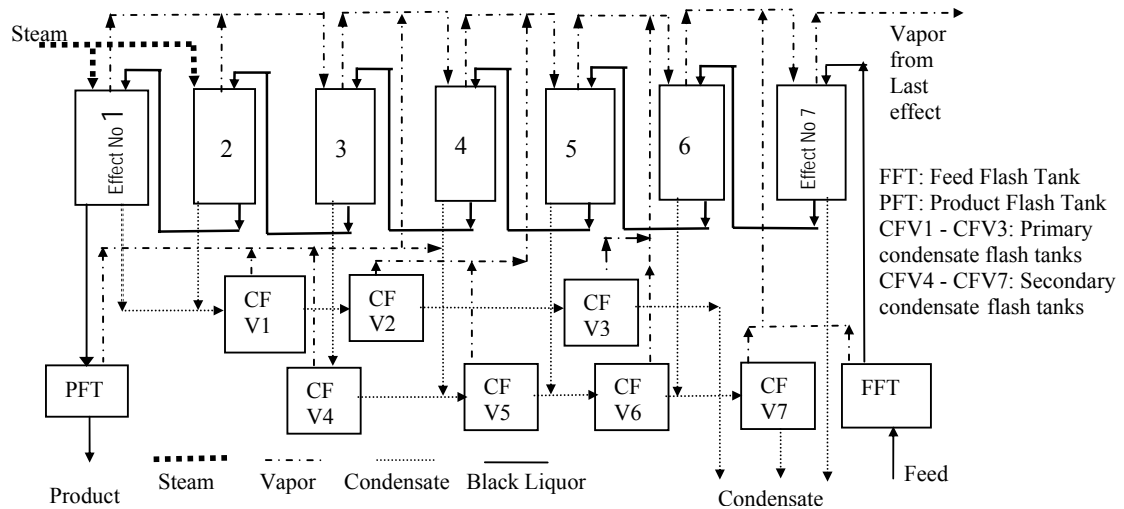 Steam
Vapor
from
Last
effect
Effect No 1
2
3
4
5
6
Effect No 7
FFT: Feed Flash Tank
PFT: Product Flash Tank
CFV1 - CFV3: Primary
condensate flash tanks
CFV4 - CFV7: Secondary
condensate flash tanks
CF
V1
CF
V2
CF
V3
PFT
CF
V4
CF
V5
CF
V6
CF
V7
FFT
Product
Steam
Vapor
Condensate
Black Liquor
Condensate
Feed